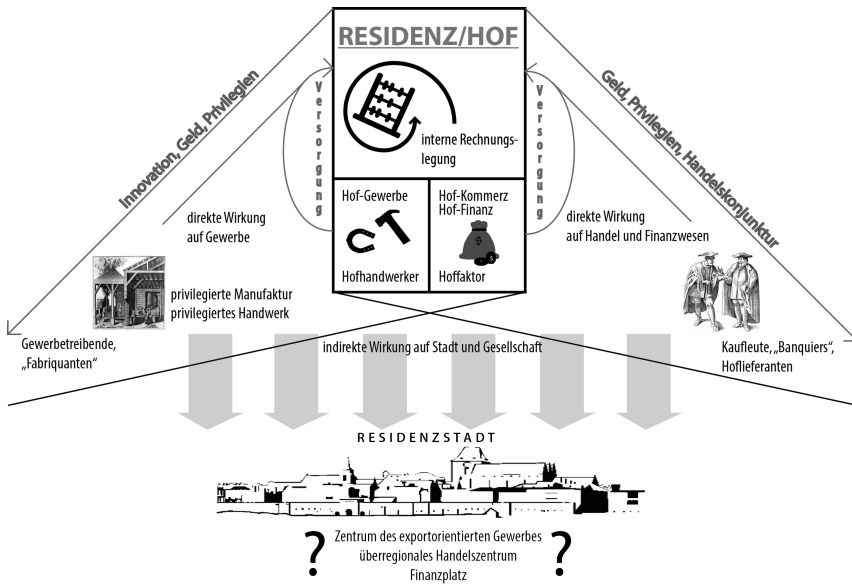 RESIDENZ/HOF
interne Rechnungs-
legung
Hof-Gewerbe
Hofhandwerker
Hof-Kommerz
Hof-Finanz
$
$
Hoffaktor
Versorgung
Versorgung
Innovation, Geld, Privilegien
Geld, Privilegien, Handelskonjunktur
direkte Wirkung
auf Gewerbe
direkte Wirkung
auf Handel und Finanzwesen
privilegierte Manufaktur
privilegiertes Handwerk
Gewerbetreibende,
„Fabriquanten“
indirekte Wirkung auf Stadt und Gesellschaft
Kaufleute, „Banquiers“,
Hoflieferanten
RESIDENZSTADT
? Zentrum des exportorientierten Gewerbes ?
überregionales Handelszentrum
Finanzplatz